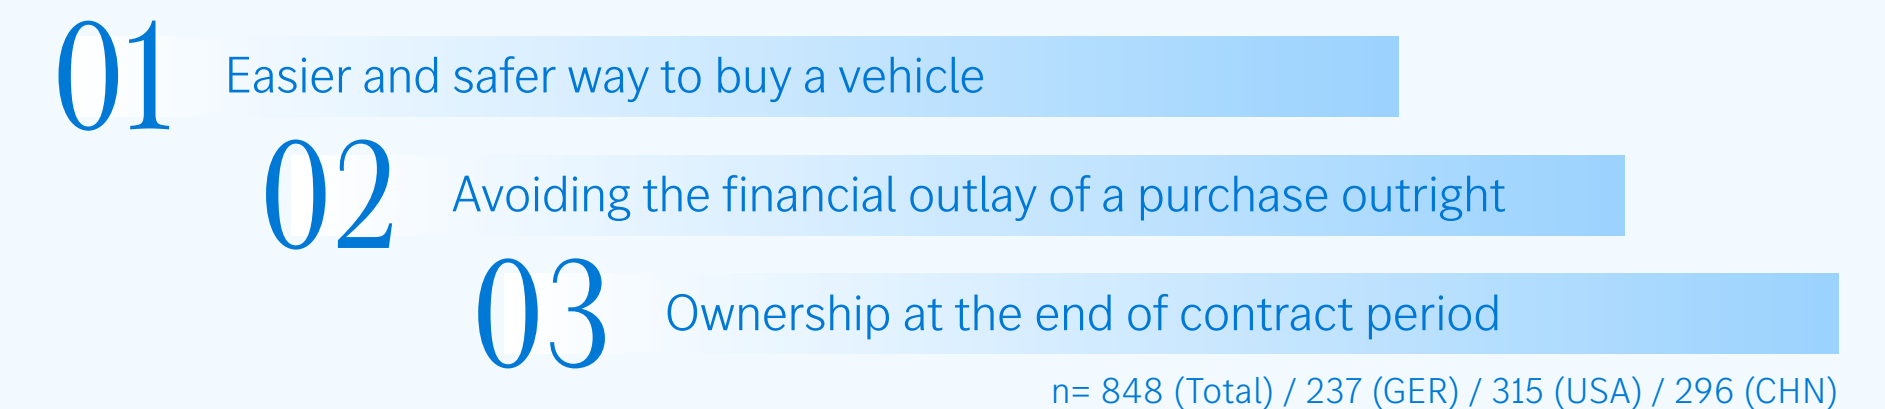 01 Easier and safer way to buy a vehicle
02 Avoiding the financial outlay of a purchase outright
03 Ownership at the end of contract period
n= 848 (Total) / 237 (GER) / 315 (USA) / 296 (CHN)